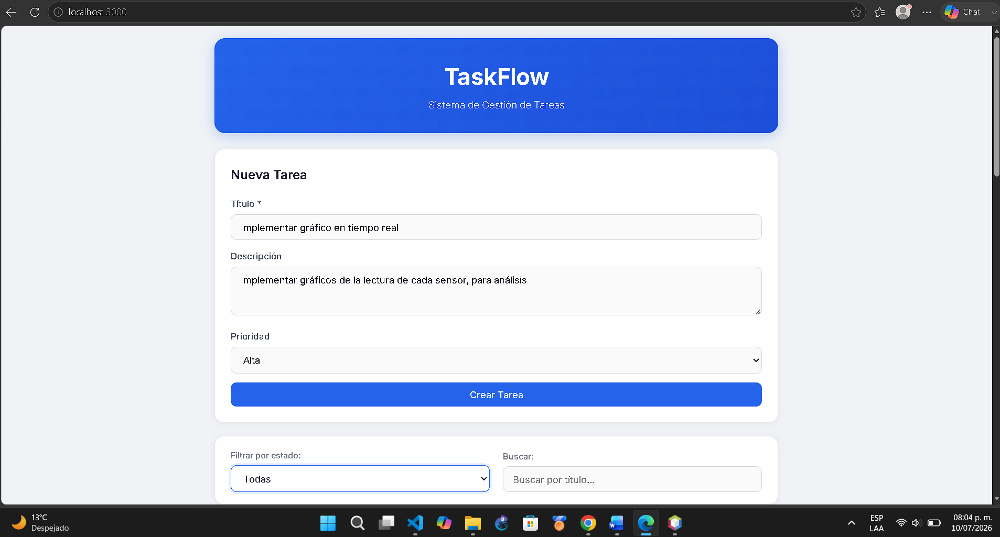 localhost:3000
Chat
TaskFlow
Sistema de Gestión de Tareas
Nueva Tarea
Título *
Implementar gráfico en tiempo real
Descripción
Implementar gráficos de la lectura de cada sensor, para análisis
Prioridad
Alta
Crear Tarea
Filtrar por estado:
Todas
Buscar:
Buscar por título...
13°C
Despejado
ESP
LAA
08:04 p. m.
10/07/2026